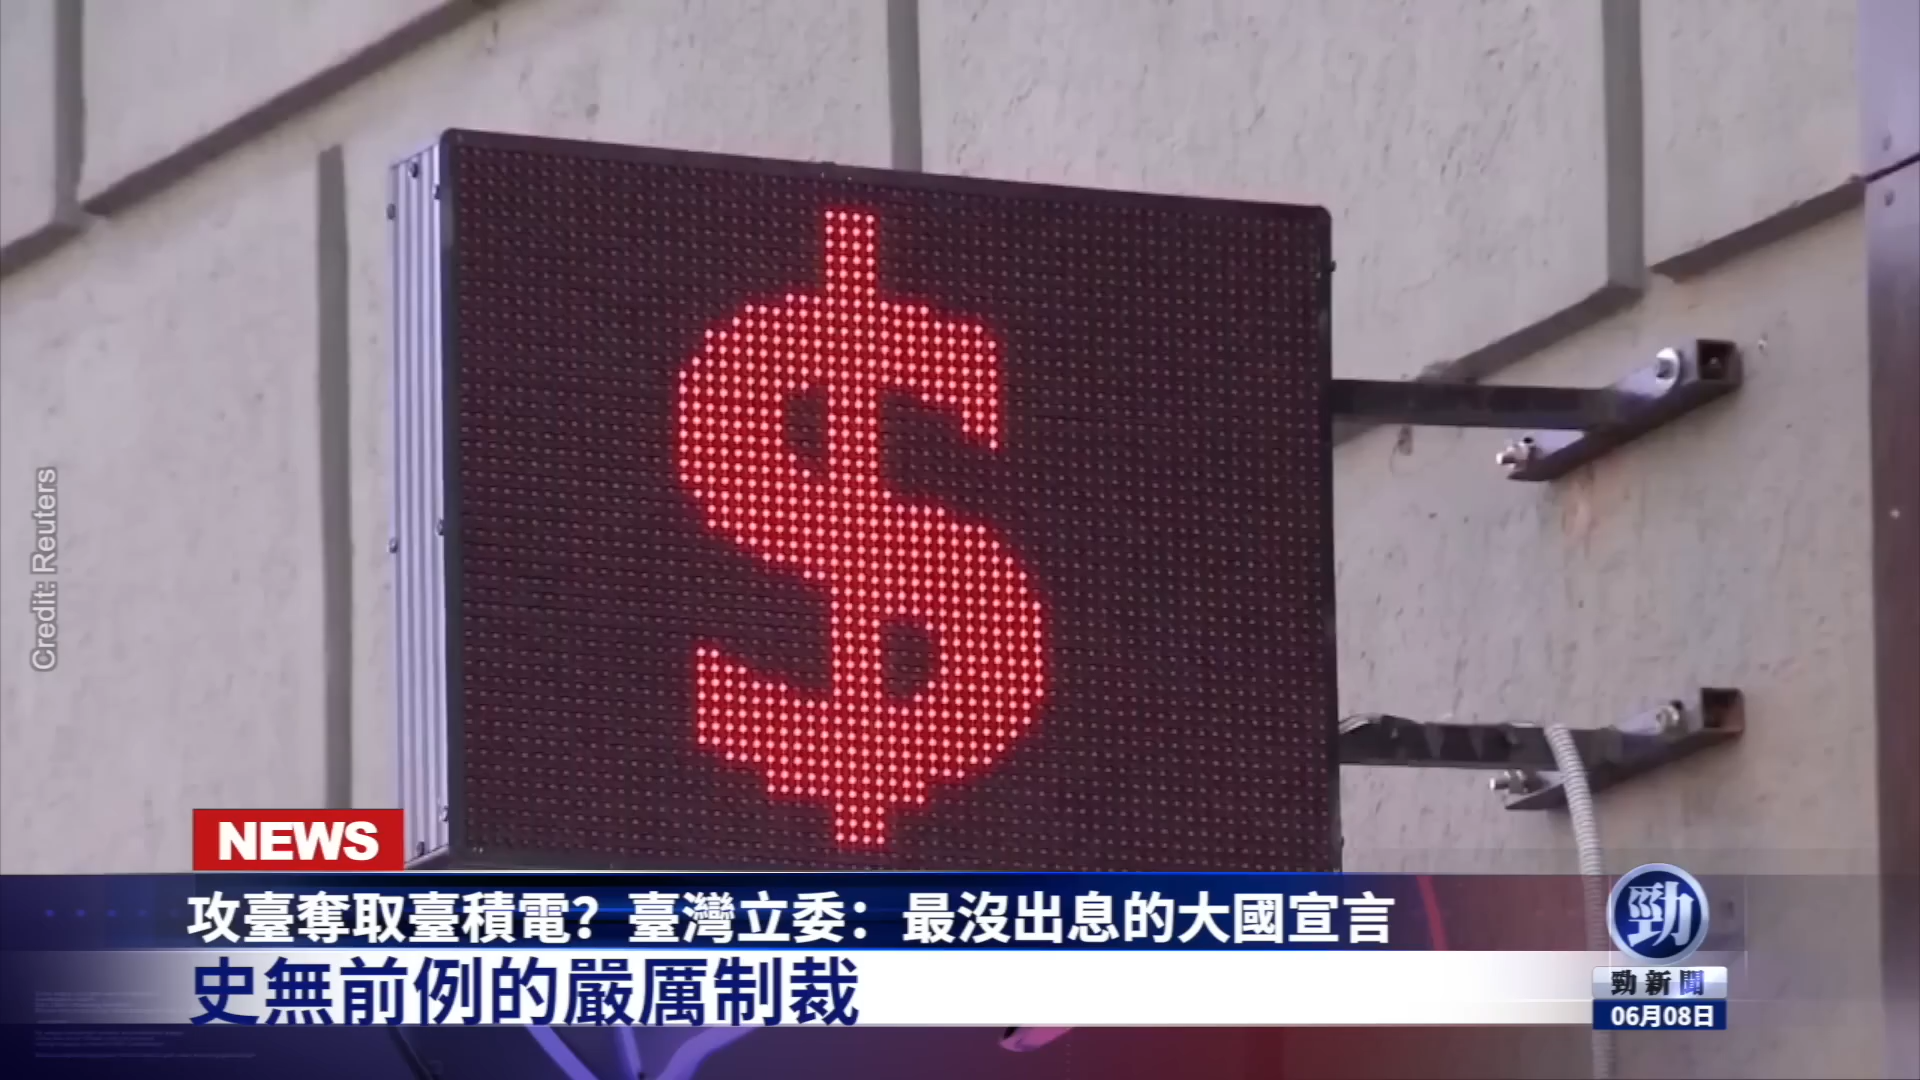 $
Credit: Reuters
NEWS
攻臺奪取臺積電？臺灣立委：最沒出息的大國宣言
史無前例的嚴厲制裁
勁
勁新聞
06月08日